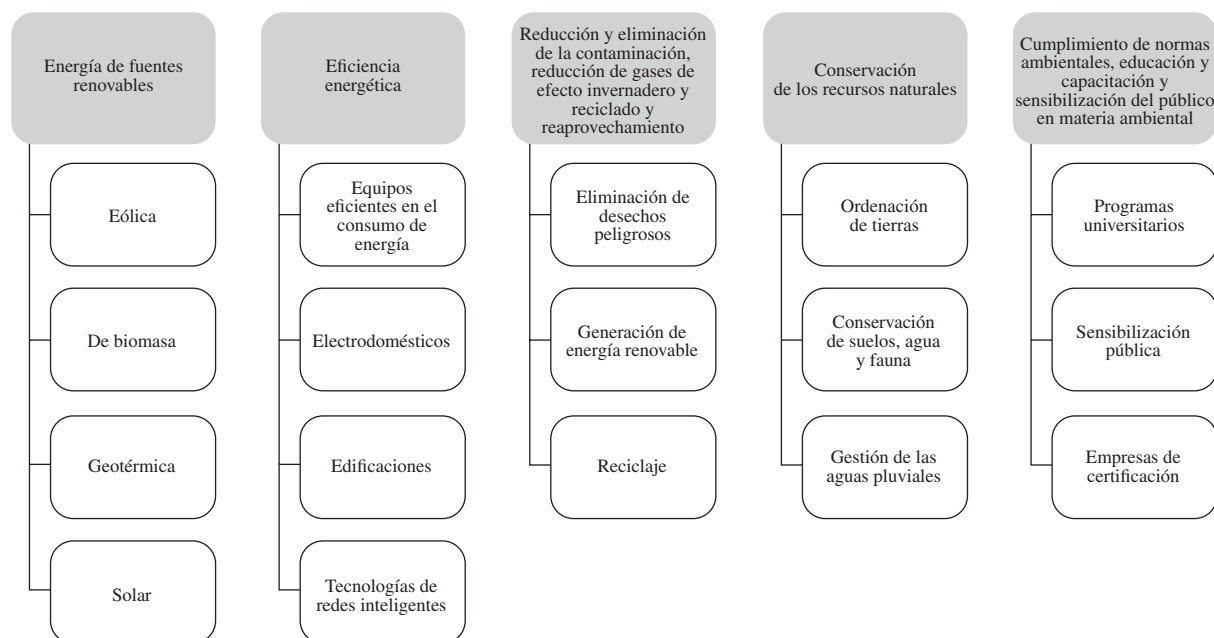 Energía de fuentes
renovables
Eólica
De biomasa
Geotérmica
Solar
Eficiencia
energética
Equipos
eficientes en el
consumo de
energía
Electrodomésticos
Edificaciones
Tecnologías de
redes inteligentes
Reducción y eliminación
de la contaminación,
reducción de gases de
efecto invernadero y
reciclado y
reaprovechamiento
Eliminación de
desechos
peligrosos
Generación de
energía renovable
Reciclaje
Conservación
de los recursos naturales
Ordenación
de tierras
Conservación
de suelos, agua
y fauna
Gestión de las
aguas pluviales
Cumplimiento de normas
ambientales, educación y
capacitación y
sensibilización del público
en materia ambiental
Programas
universitarios
Sensibilización
pública
Empresas de
certificación